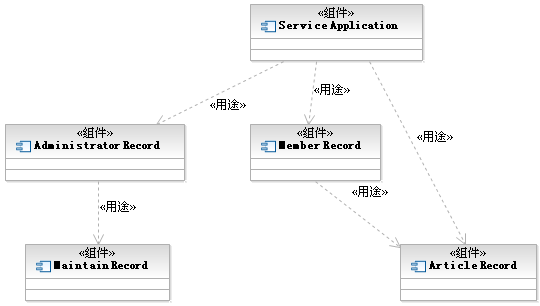 «组件»
Service Application
«用途»
«用途»
«用途»
«组件»
Administrator Record
«组件»
Member Record
«用途»
«用途»
«组件»
Maintain Record
«组件»
Article Record